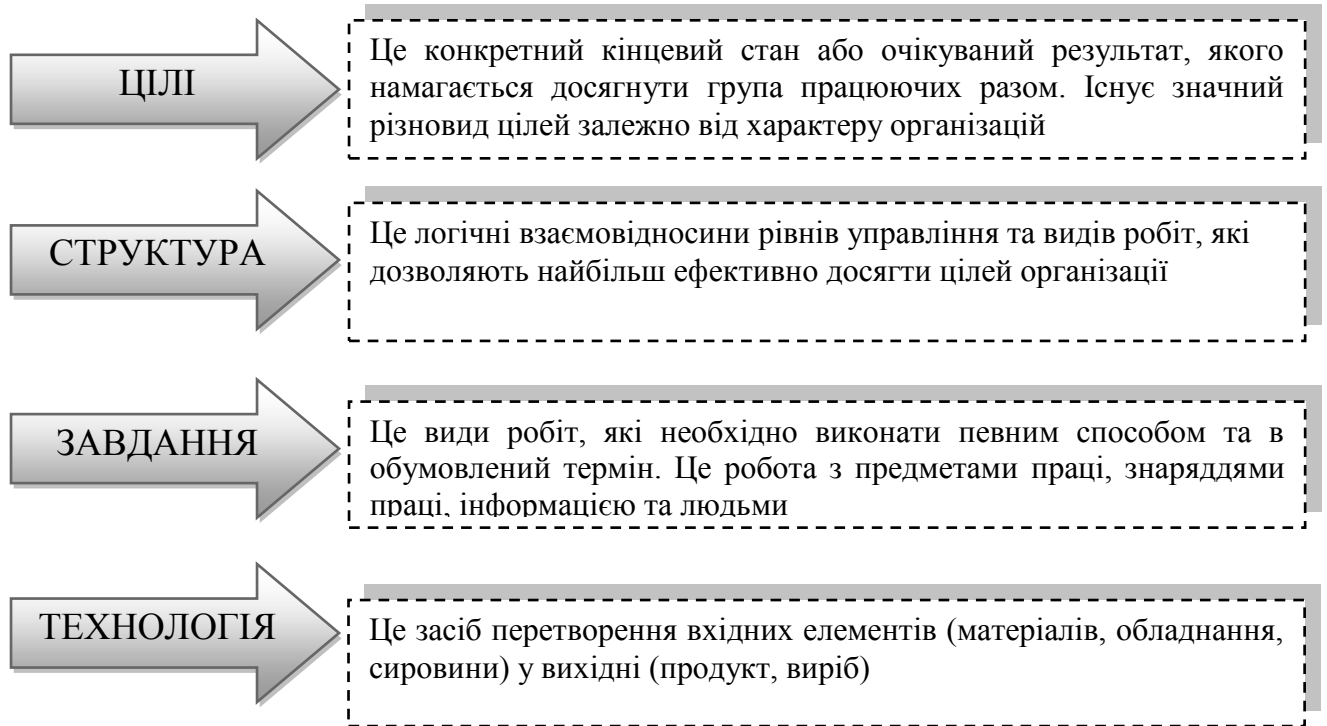 ЦІЛІ
Це конкретний кінцевий стан або очікуваний результат, якого
намагається досягнути група працюючих разом. Існує значний
різновид цілей залежно від характеру організацій
СТРУКТУРА
Це логічні взаємовідносини рівнів управління та видів робіт, які
дозволяють найбільш ефективно досягти цілей організації
ЗАВДАННЯ
Це види робіт, які необхідно виконати певним способом та в
обумовлений термін. Це робота з предметами праці, знаряддями
праці, інформацією та людьми
ТЕХНОЛОГІЯ
Це засіб перетворення вхідних елементів (матеріалів, обладнання,
сировини) у вихідні (продукт, виріб)